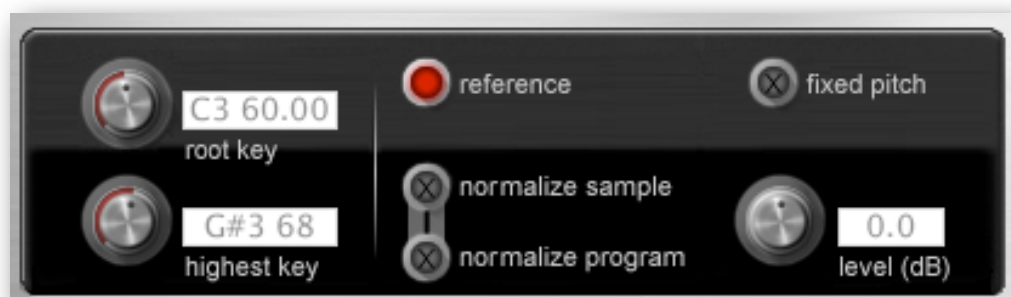 C3 60.00
root key
G#3 68
highest key
reference
fixed pitch
normalize sample
normalize program
0.0
level (dB)